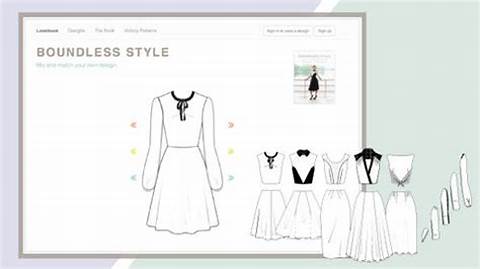 Lookbook Designs The Book Victory Patterns
Sign in to save a design Sign up
BOUNDLESS STYLE
Mix and match your own design.